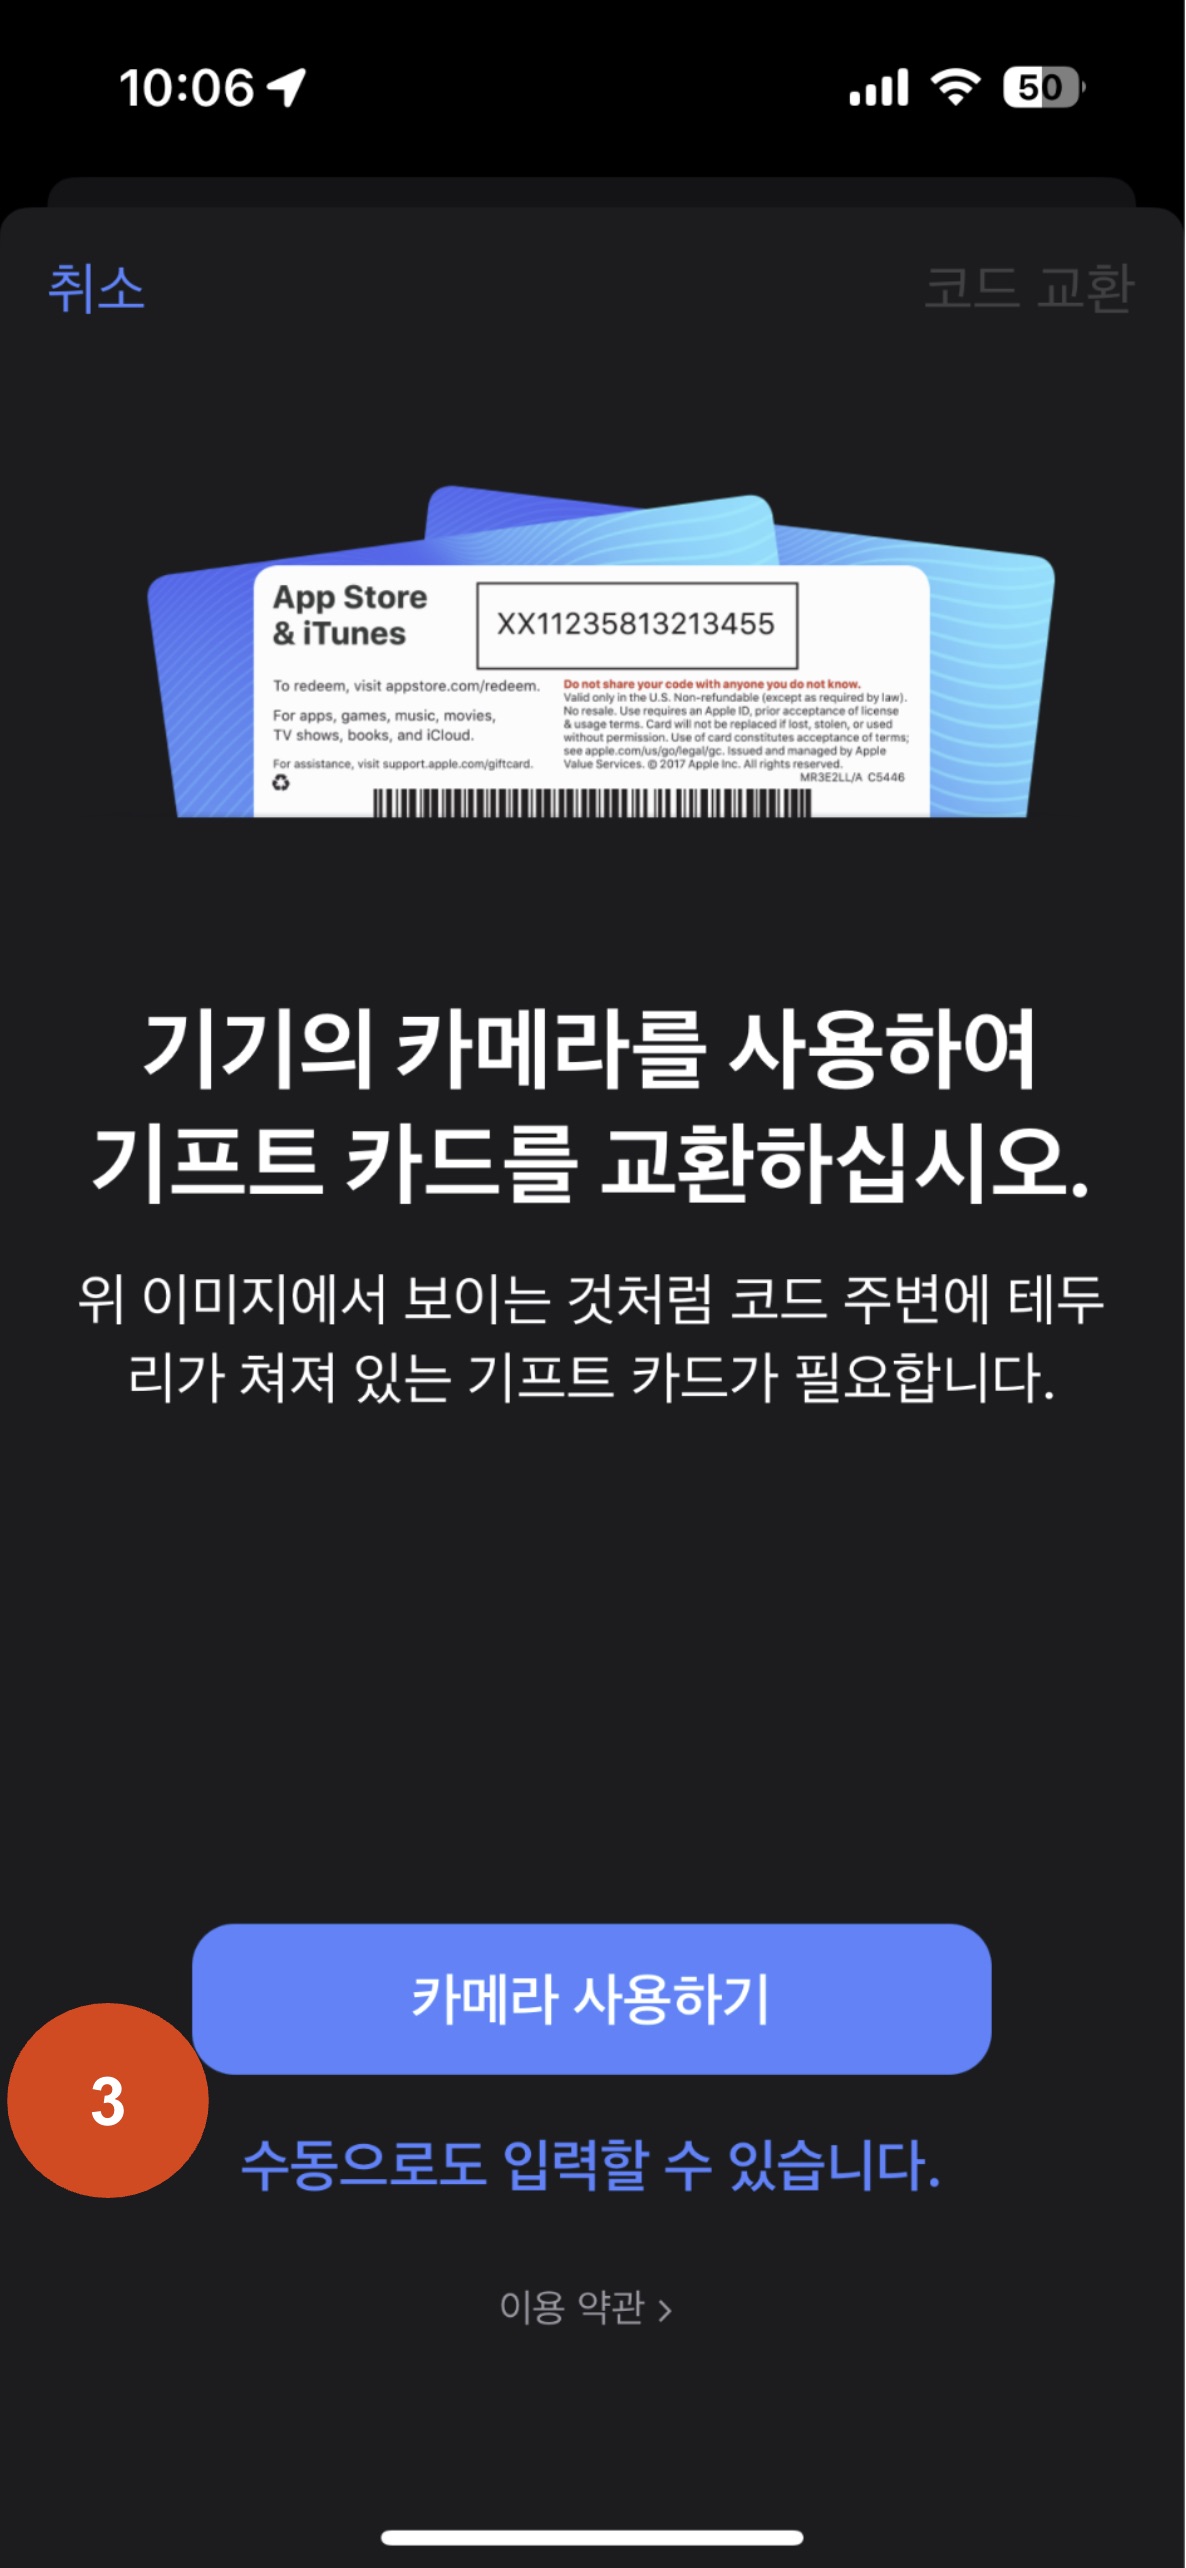 10:06
50
취소
코드 교환
App Store
& iTunes
XX11235813213455
To redeem, visit appstore.com/redeem.
For apps, games, music, movies,
TV shows, books, and iCloud.
For assistance, visit support.apple.com/giftcard.
Do not share your code with anyone you do not know.
Valid only in the U.S. Non-refundable (except as required by law).
No resale. Use requires an Apple ID, prior acceptance of license
& usage terms. Card will not be replaced if lost, stolen, or used
without permission. Use of card constitutes acceptance of terms;
see apple.com/us/go/legal/gc. Issued and managed by Apple
Value Services. © 2017 Apple Inc. All rights reserved.
MR3E2LL/A C5446
기기의 카메라를 사용하여
기프트 카드를 교환하십시오.
위 이미지에서 보이는 것처럼 코드 주변에 테두
리가 쳐져 있는 기프트 카드가 필요합니다.
카메라 사용하기
3
수동으로도 입력할 수 있습니다.
이용 약관 >